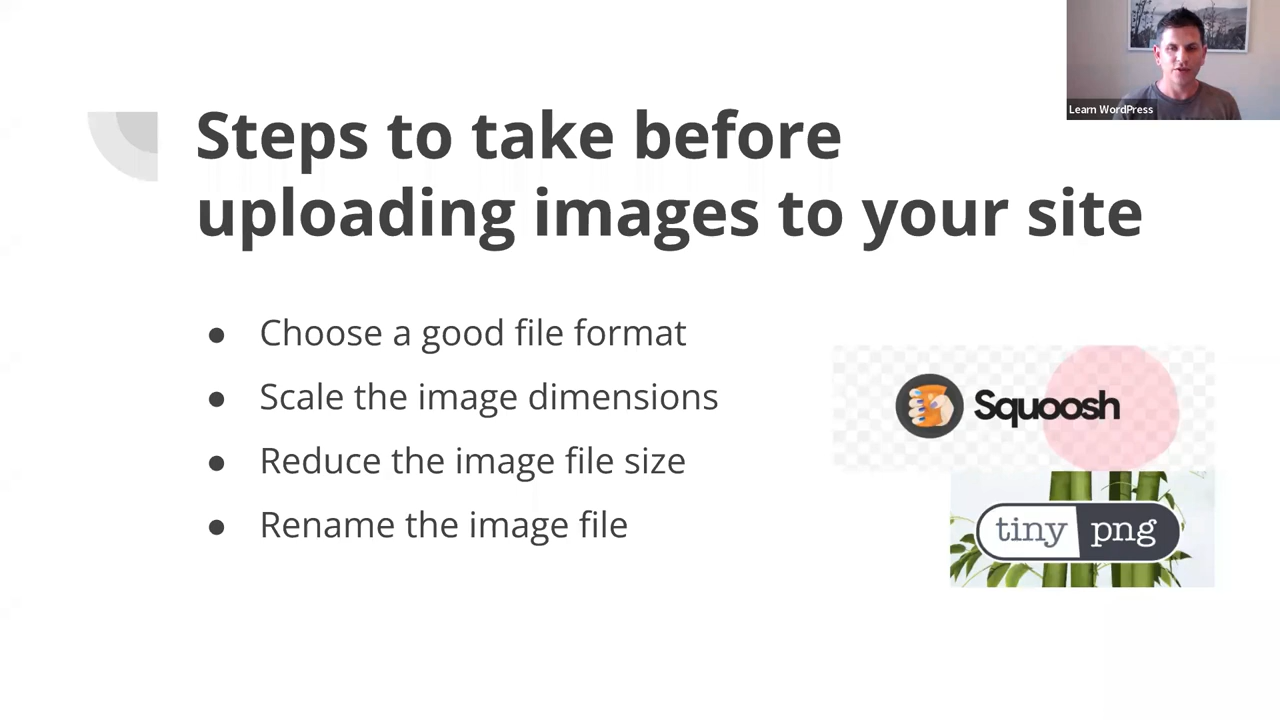 Learn WordPress
Steps to take before
uploading images to your site
● Choose a good file format
● Scale the image dimensions
● Reduce the image file size
● Rename the image file
Squoosh
tiny png